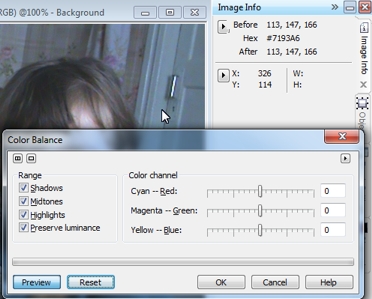 RGB) @100% - Background
Image Info
Before 113, 147, 166
Hex #7193A6
After 113, 147, 166
X: 326 W:
Y: 114 H:
Image Info
Color Balance
Range
Shadows
Midtones
Highlights
Preserve luminance
Color channel
Cyan -- Red: 0
Magenta -- Green: 0
Yellow -- Blue: 0
Preview Reset OK Cancel Help